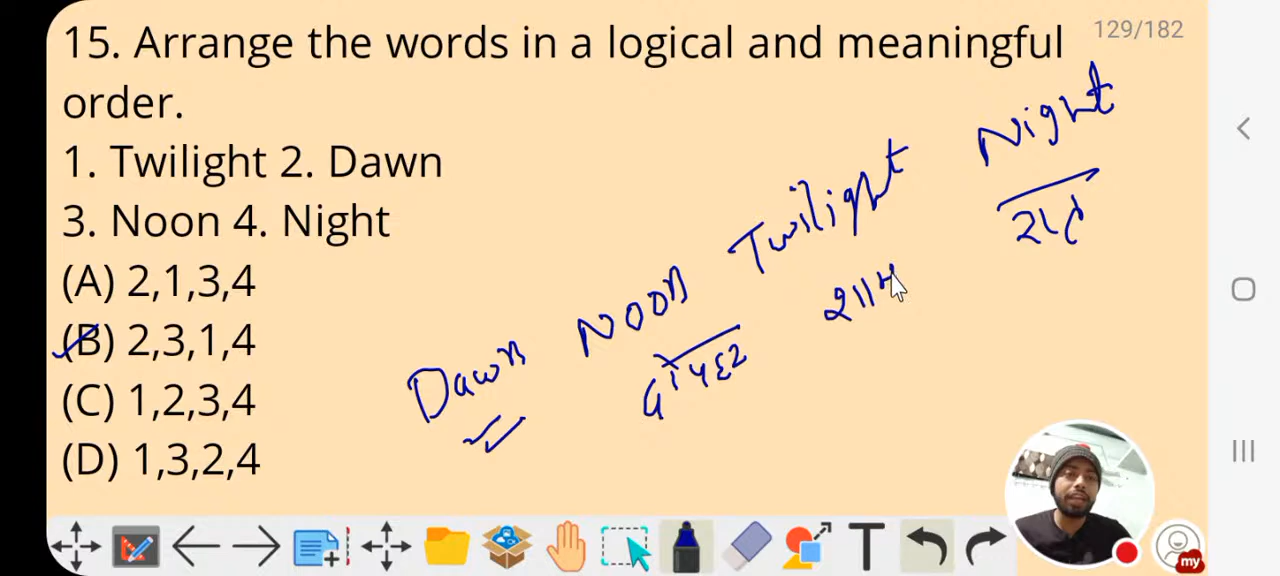 129/182
15. Arrange the words in a logical and meaningful
order.
1. Twilight 2. Dawn
3. Noon 4. Night
(A) 2,1,3,4
(B) 2,3,1,4
(C) 1,2,3,4
(D) 1,3,2,4
Dawn Noon Twilight Night
दोपहर शाम रात
T
my